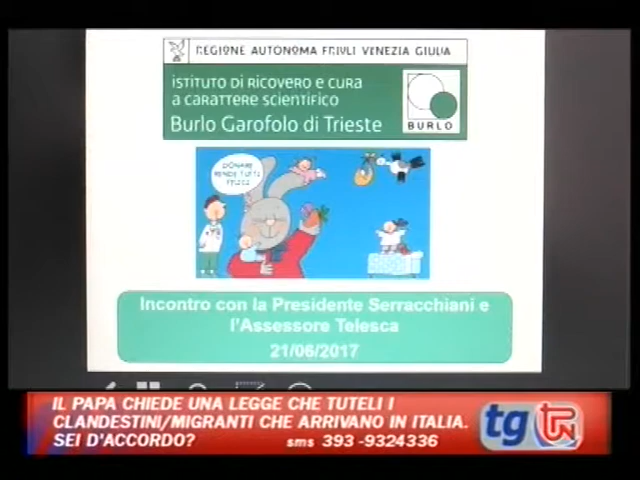 REGIONE AUTONOMA FRIULI VENEZIA GIULIA
ISTITUTO DI RICOVERO E CURA
A CARATTERE SCIENTIFICO
Burlo Garofolo di Trieste
BURLO
DONARE
RENDE TUTTI
FELICI
Incontro con la Presidente Serracchiani e
l'Assessore Telesca
21/06/2017
IL PAPA CHIEDE UNA LEGGE CHE TUTELI I
CLANDESTINI/MIGRANTI CHE ARRIVANO IN ITALIA.
SEI D'ACCORDO? sms 393-9324336
tg TPN